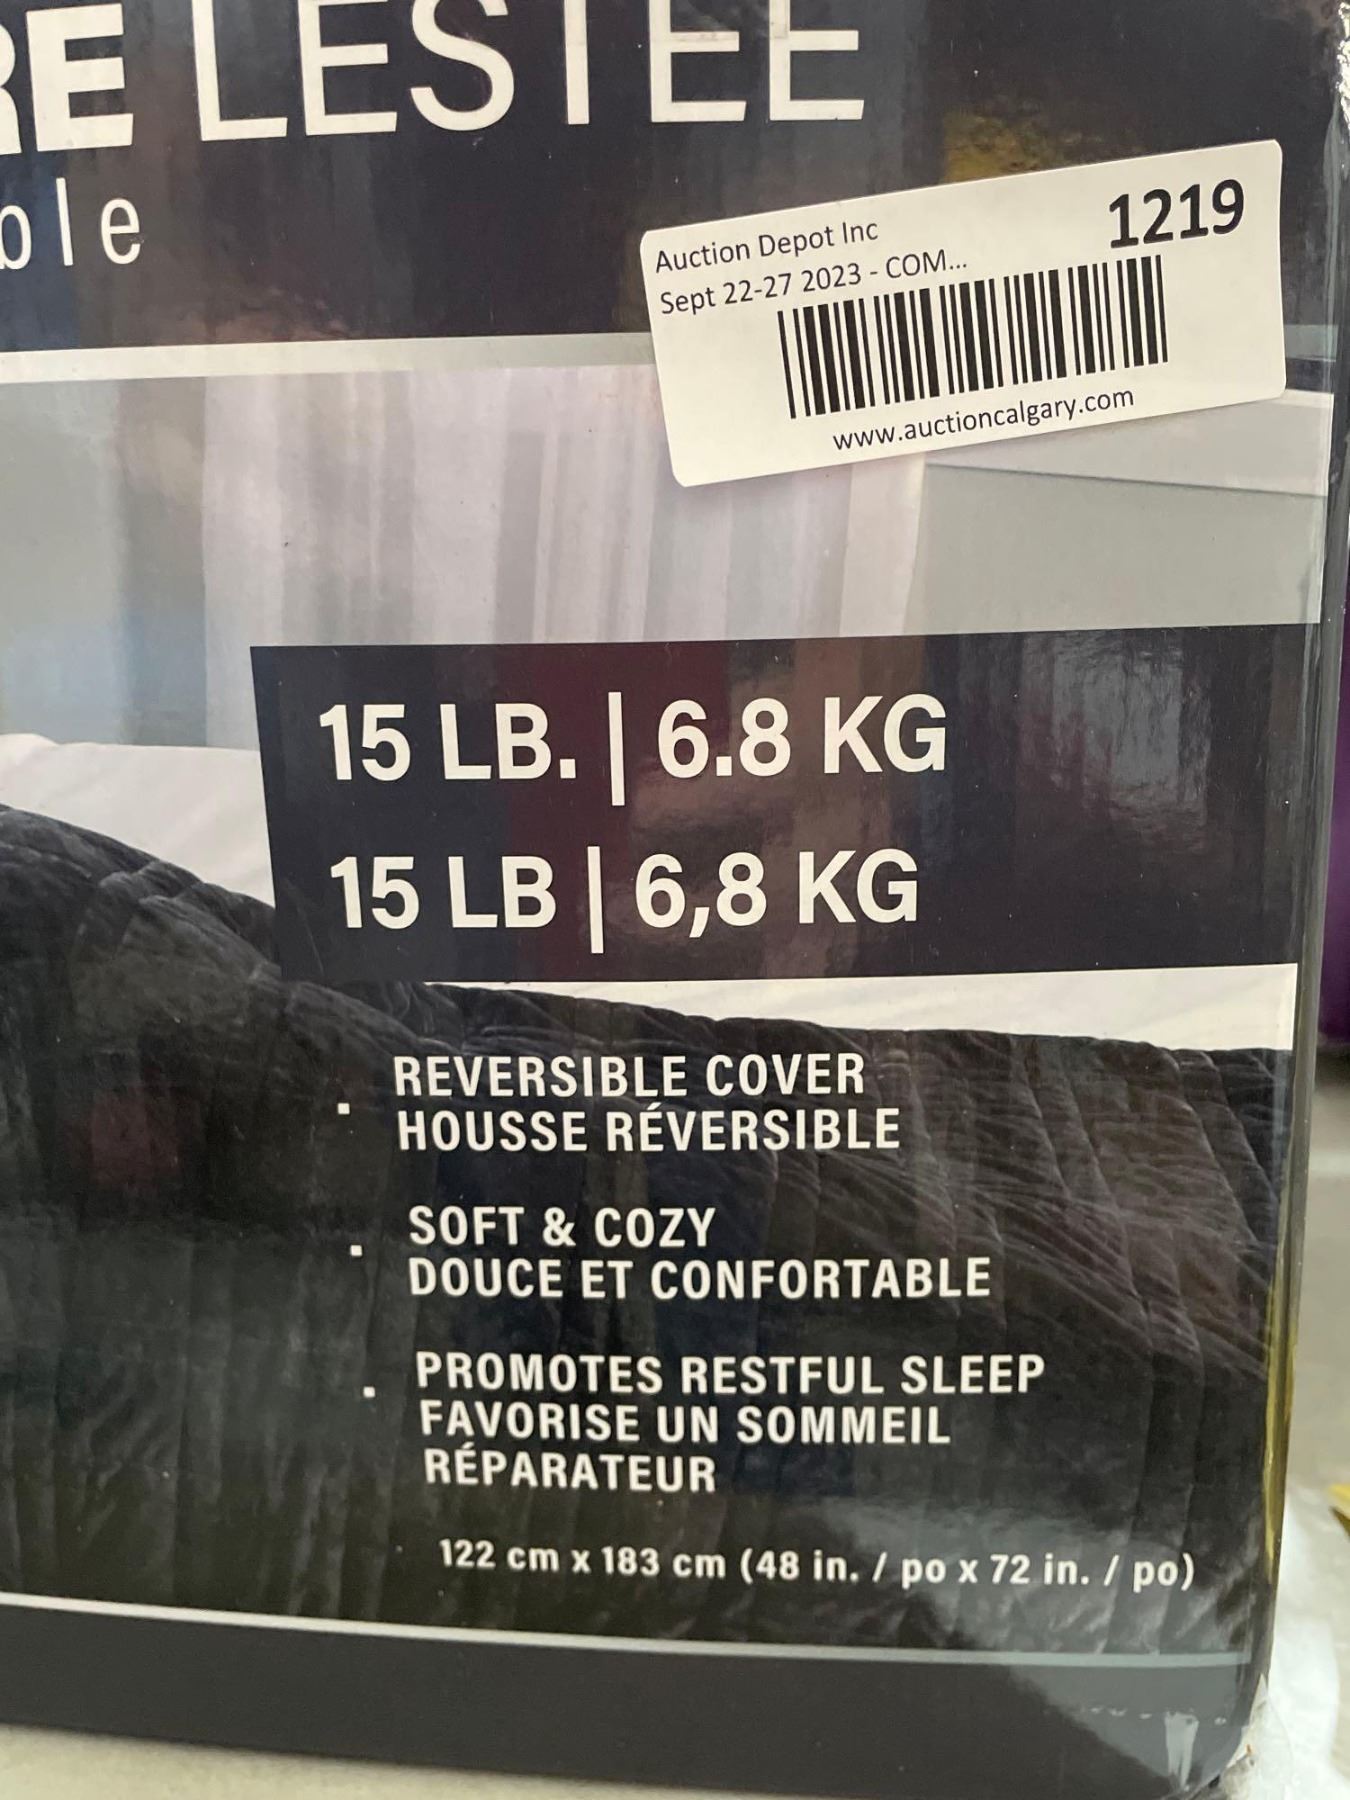 RE LESTÉE
ble
Auction Depot Inc
1219
Sept 22-27 2023 - COM...
www.auctioncalgary.com
15 LB. | 6.8 KG
15 LB | 6,8 KG
. REVERSIBLE COVER
HOUSSE RÉVERSIBLE
. SOFT & COZY
DOUCE ET CONFORTABLE
. PROMOTES RESTFUL SLEEP
FAVORISE UN SOMMEIL
RÉPARATEUR
122 cm x 183 cm (48 in. / po x 72 in. / po)